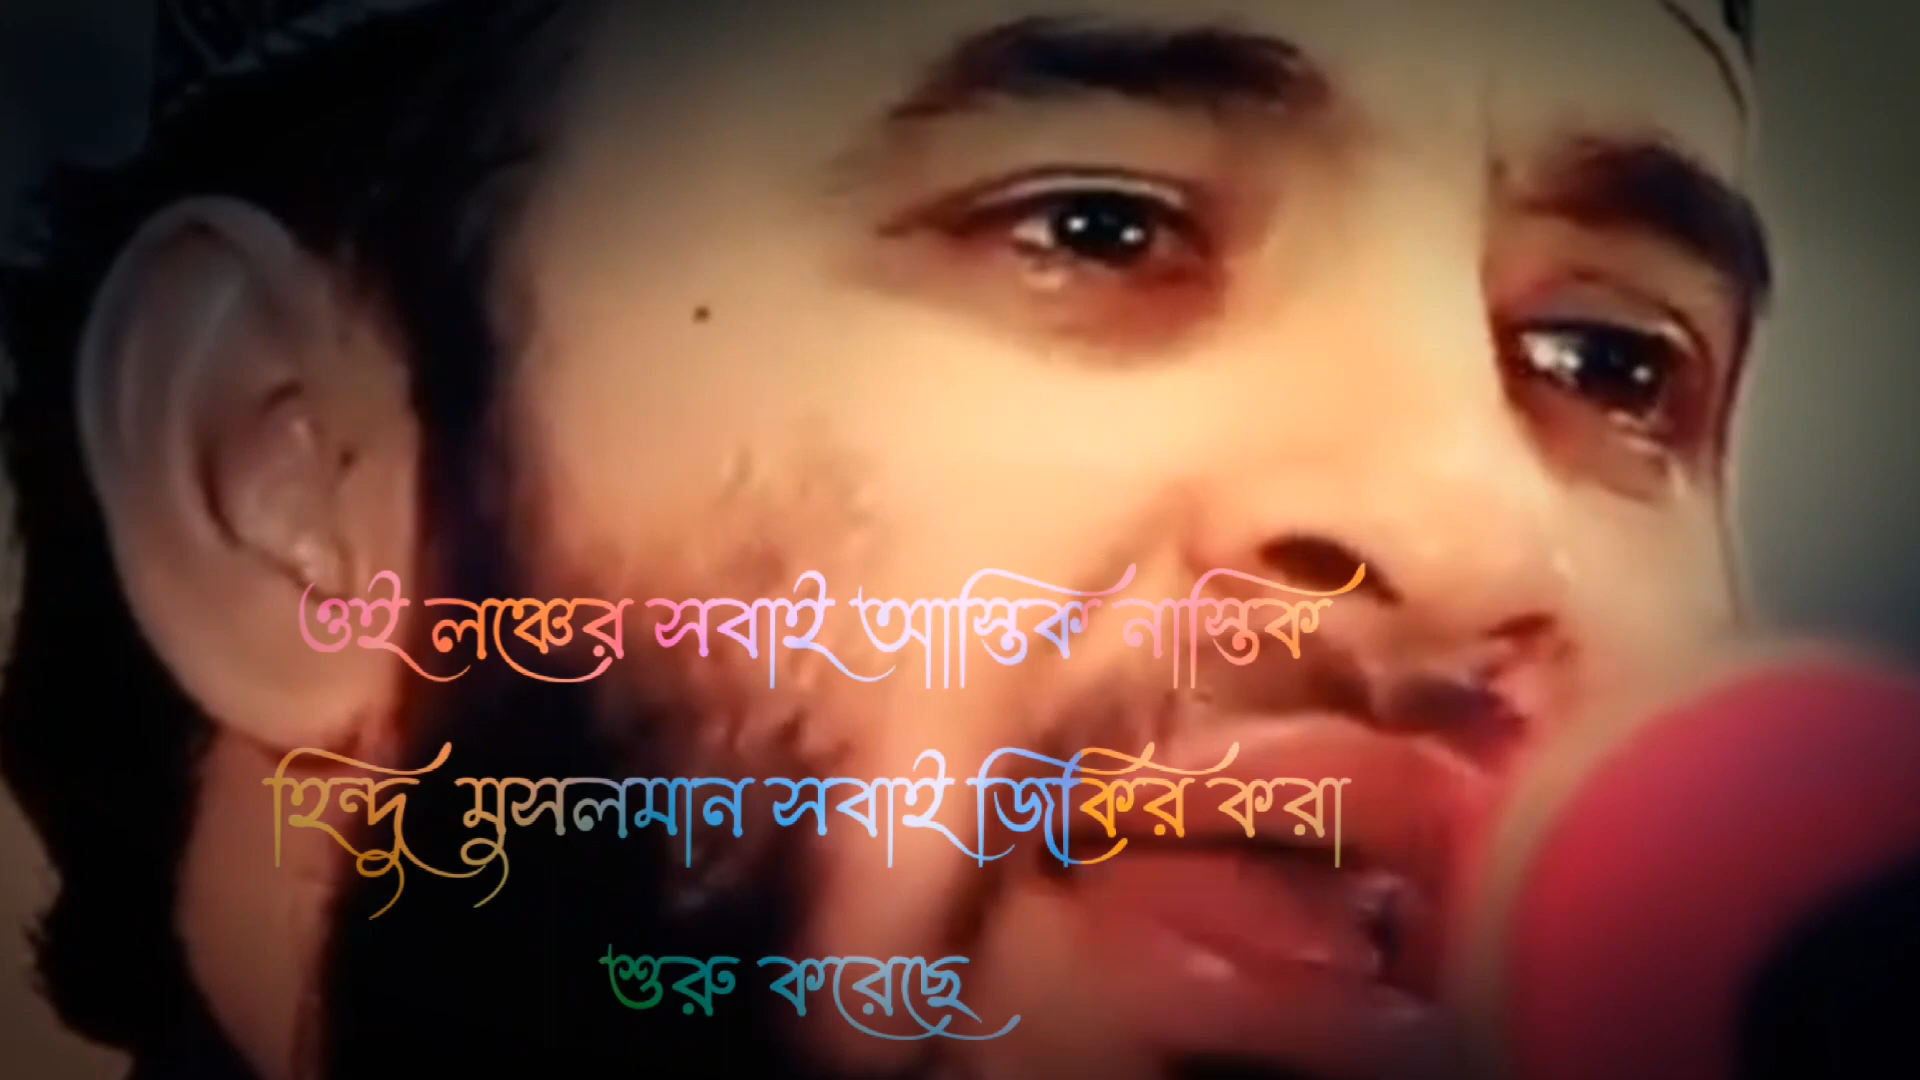 ওই লঞ্চের সবাই আস্তিক নাস্তিক
হিন্দু মুসলমান সবাই জিকির করা
শুরু করেছে